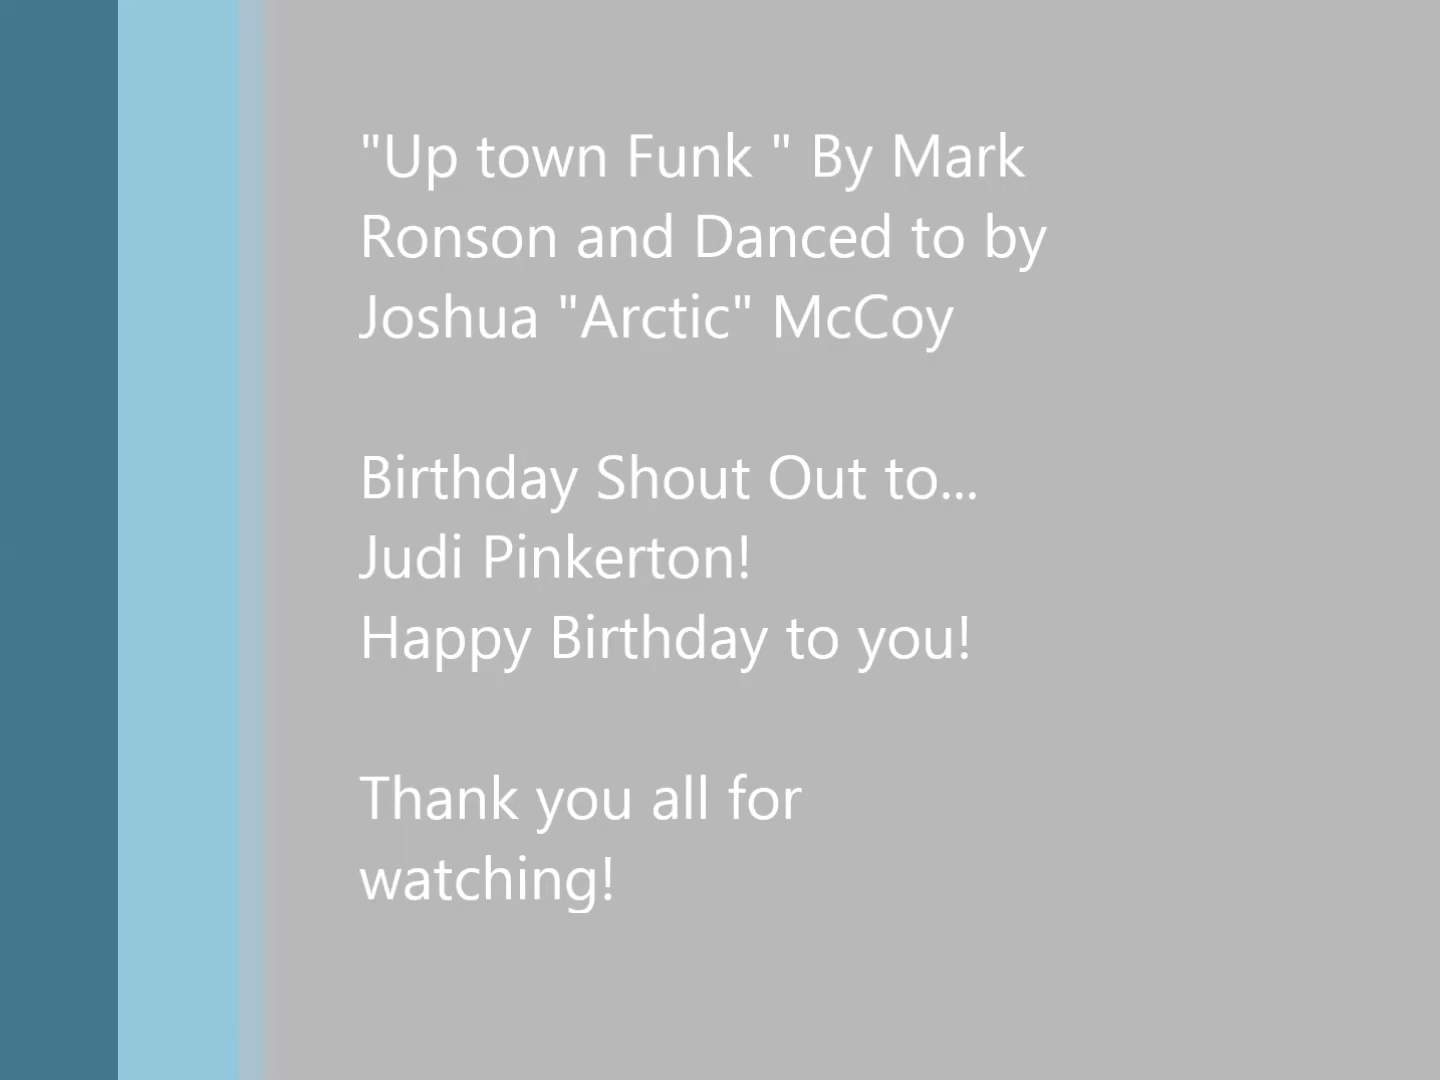 "Up town Funk " By Mark
Ronson and Danced to by
Joshua "Arctic" McCoy
Birthday Shout Out to...
Judi Pinkerton!
Happy Birthday to you!
Thank you all for
watching!